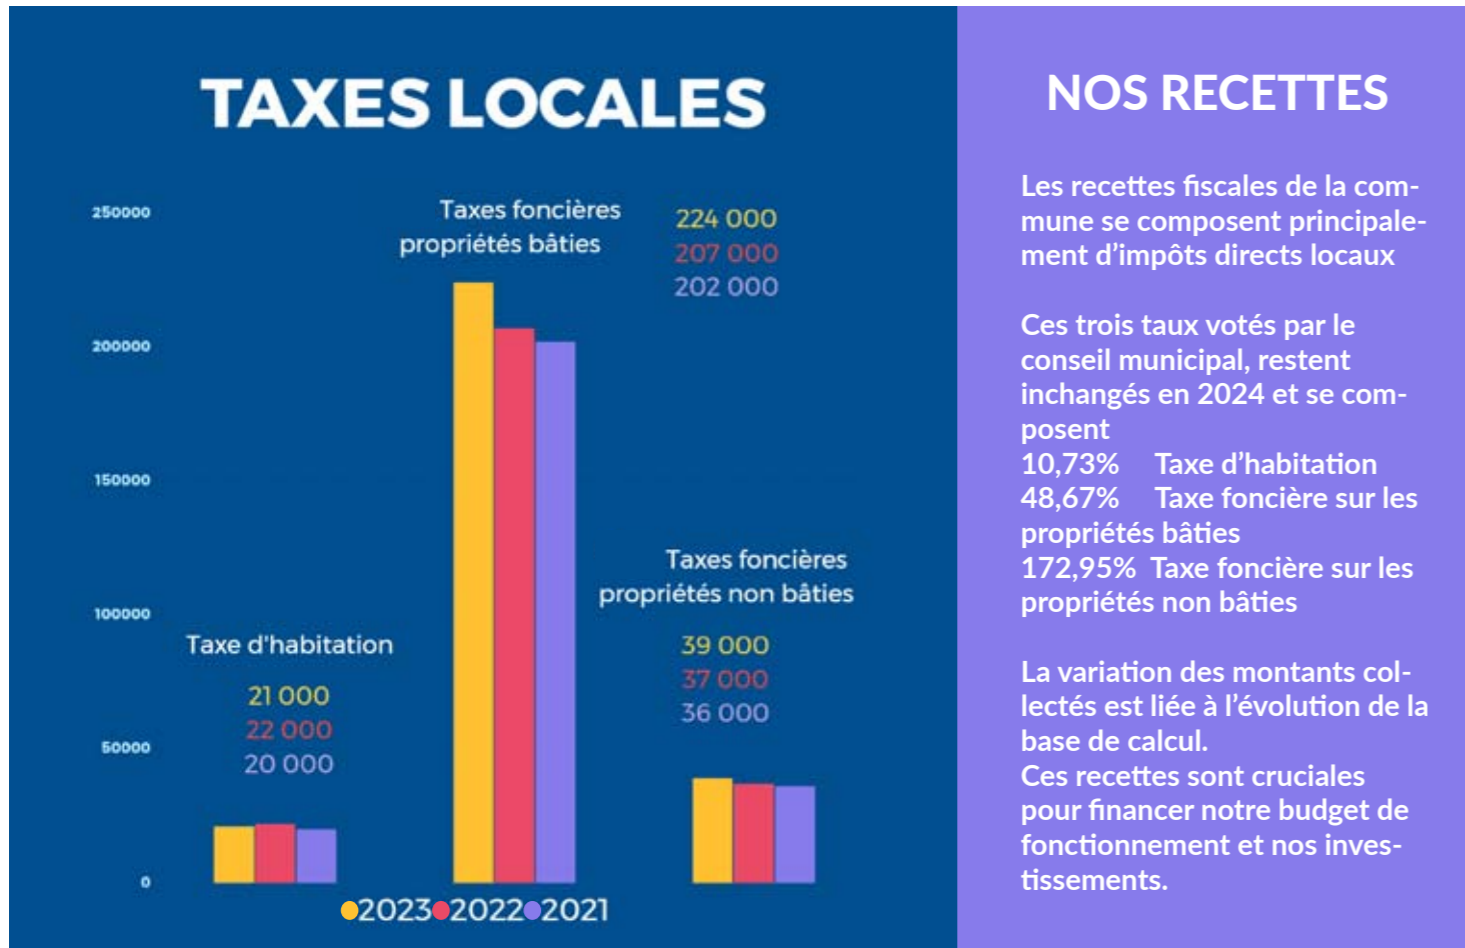 TAXES LOCALES
250000
200000
150000
100000
50000
0
Taxe d'habitation
21 000
22 000
20 000
Taxes foncières
propriétés bâties
224 000
207 000
202 000
Taxes foncières
propriétés non bâties
39 000
37 000
36 000
2023 2022 2021
NOS RECETTES
Les recettes fiscales de la com-
mune se composent principale-
ment d’impôts directs locaux
Ces trois taux votés par le
conseil municipal, restent
inchangés en 2024 et se com-
posent
10,73% Taxe d’habitation
48,67% Taxe foncière sur les
propriétés bâties
172,95% Taxe foncière sur les
propriétés non bâties
La variation des montants col-
lectés est liée à l’évolution de la
base de calcul.
Ces recettes sont cruciales
pour financer notre budget de
fonctionnement et nos inves-
tissements.